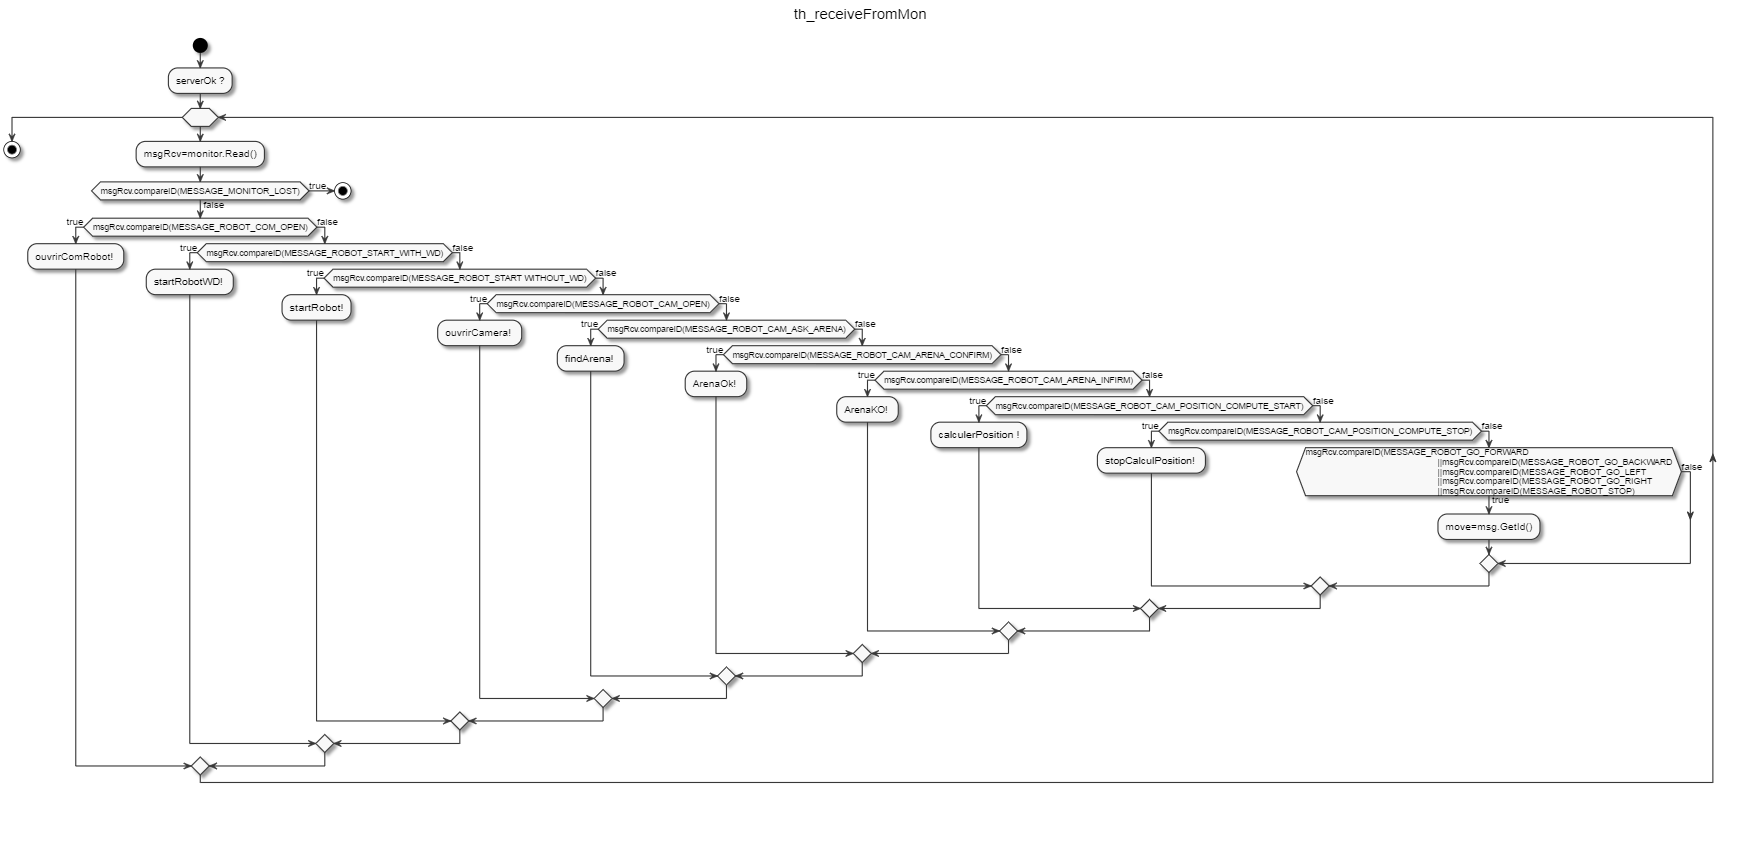 th_receiveFromMon
serverOk ?
msgRcv=monitor.Read()
msgRcv.compareID(MESSAGE_MONITOR_LOST)
true
false
true
msgRcv.compareID(MESSAGE_ROBOT_COM_OPEN)
false
ouvrirComRobot!
true
msgRcv.compareID(MESSAGE_ROBOT_START_WITH_WD)
false
startRobotWD!
true
msgRcv.compareID(MESSAGE_ROBOT_START WITHOUT_WD)
false
startRobot!
true
msgRcv.compareID(MESSAGE_ROBOT_CAM_OPEN)
false
ouvrirCamera!
true
msgRcv.compareID(MESSAGE_ROBOT_CAM_ASK_ARENA)
false
findArena!
true
msgRcv.compareID(MESSAGE_ROBOT_CAM_ARENA_CONFIRM)
false
ArenaOk!
true
msgRcv.compareID(MESSAGE_ROBOT_CAM_ARENA_INFIRM)
false
ArenaKO!
true
msgRcv.compareID(MESSAGE_ROBOT_CAM_POSITION_COMPUTE_START)
false
calculerPosition !
true
msgRcv.compareID(MESSAGE_ROBOT_CAM_POSITION_COMPUTE_STOP)
false
stopCalculPosition!
msgRcv.compareID(MESSAGE_ROBOT_GO_FORWARD
||msgRcv.compareID(MESSAGE_ROBOT_GO_BACKWARD
||msgRcv.compareID(MESSAGE_ROBOT_GO_LEFT
||msgRcv.compareID(MESSAGE_ROBOT_GO_RIGHT
||msgRcv.compareID(MESSAGE_ROBOT_STOP)
false
true
move=msg.GetId()